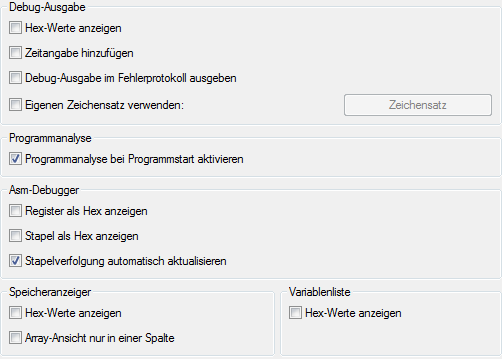 Debug-Ausgabe
Hex-Werte anzeigen
Zeitangabe hinzufügen
Debug-Ausgabe im Fehlerprotokoll ausgeben
Eigenen Zeichensatz verwenden: Zeichensatz
Programmanalyse
Programmanalyse bei Programmstart aktivieren
Asm-Debugger
Register als Hex anzeigen
Stapel als Hex anzeigen
Stapelverfolgung automatisch aktualisieren
Speicheranzeiger
Hex-Werte anzeigen
Array-Ansicht nur in einer Spalte
Variablenliste
Hex-Werte anzeigen